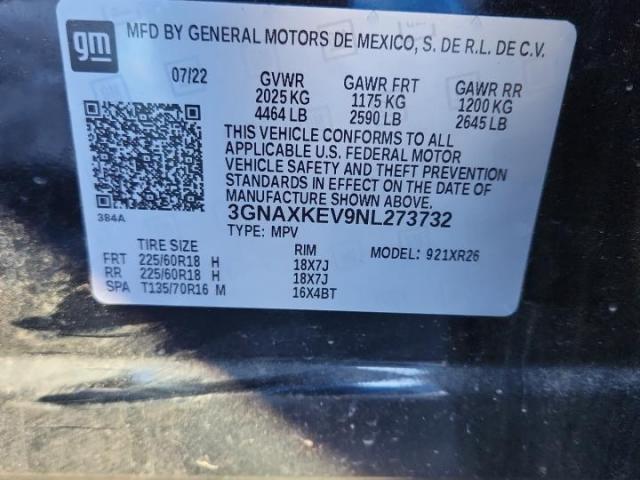 gm
MFD BY GENERAL MOTORS DE MEXICO, S. DE R.L. DE C.V.
07/22 GVWR GAWR FRT GAWR RR
2025 KG 1175 KG 1200 KG
4464 LB 2590 LB 2645 LB
THIS VEHICLE CONFORMS TO ALL
APPLICABLE U.S. FEDERAL MOTOR
VEHICLE SAFETY AND THEFT PREVENTION
STANDARDS IN EFFECT ON THE DATE OF
MANUFACTURE SHOWN ABOVE.
384A
3GNAXKEV9NL273732
TYPE: MPV
TIRE SIZE RIM MODEL: 921XR26
FRT 225/60R18 H 18X7J
RR 225/60R18 H 18X7J
SPA T135/70R16 M 16X4BT